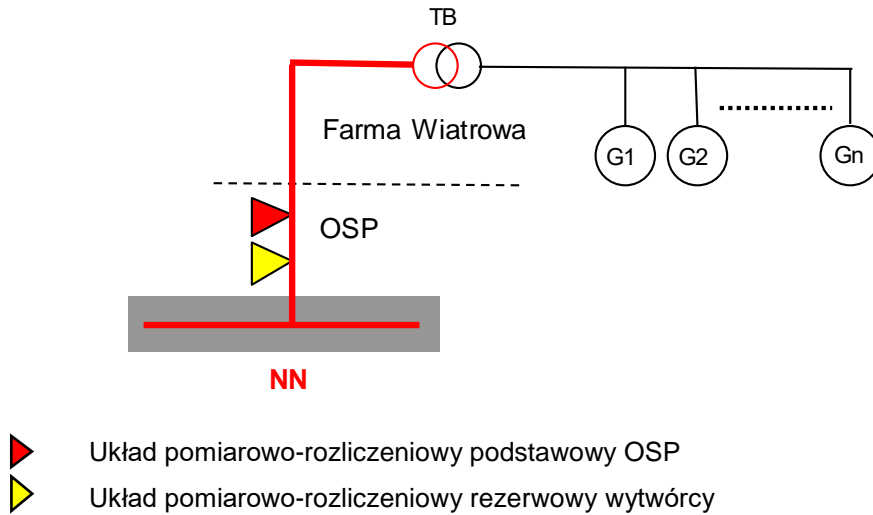 TB
Farma Wiatrowa
G1 G2 Gn
OSP
NN
Układ pomiarowo-rozliczeniowy podstawowy OSP
Układ pomiarowo-rozliczeniowy rezerwowy wytwórcy